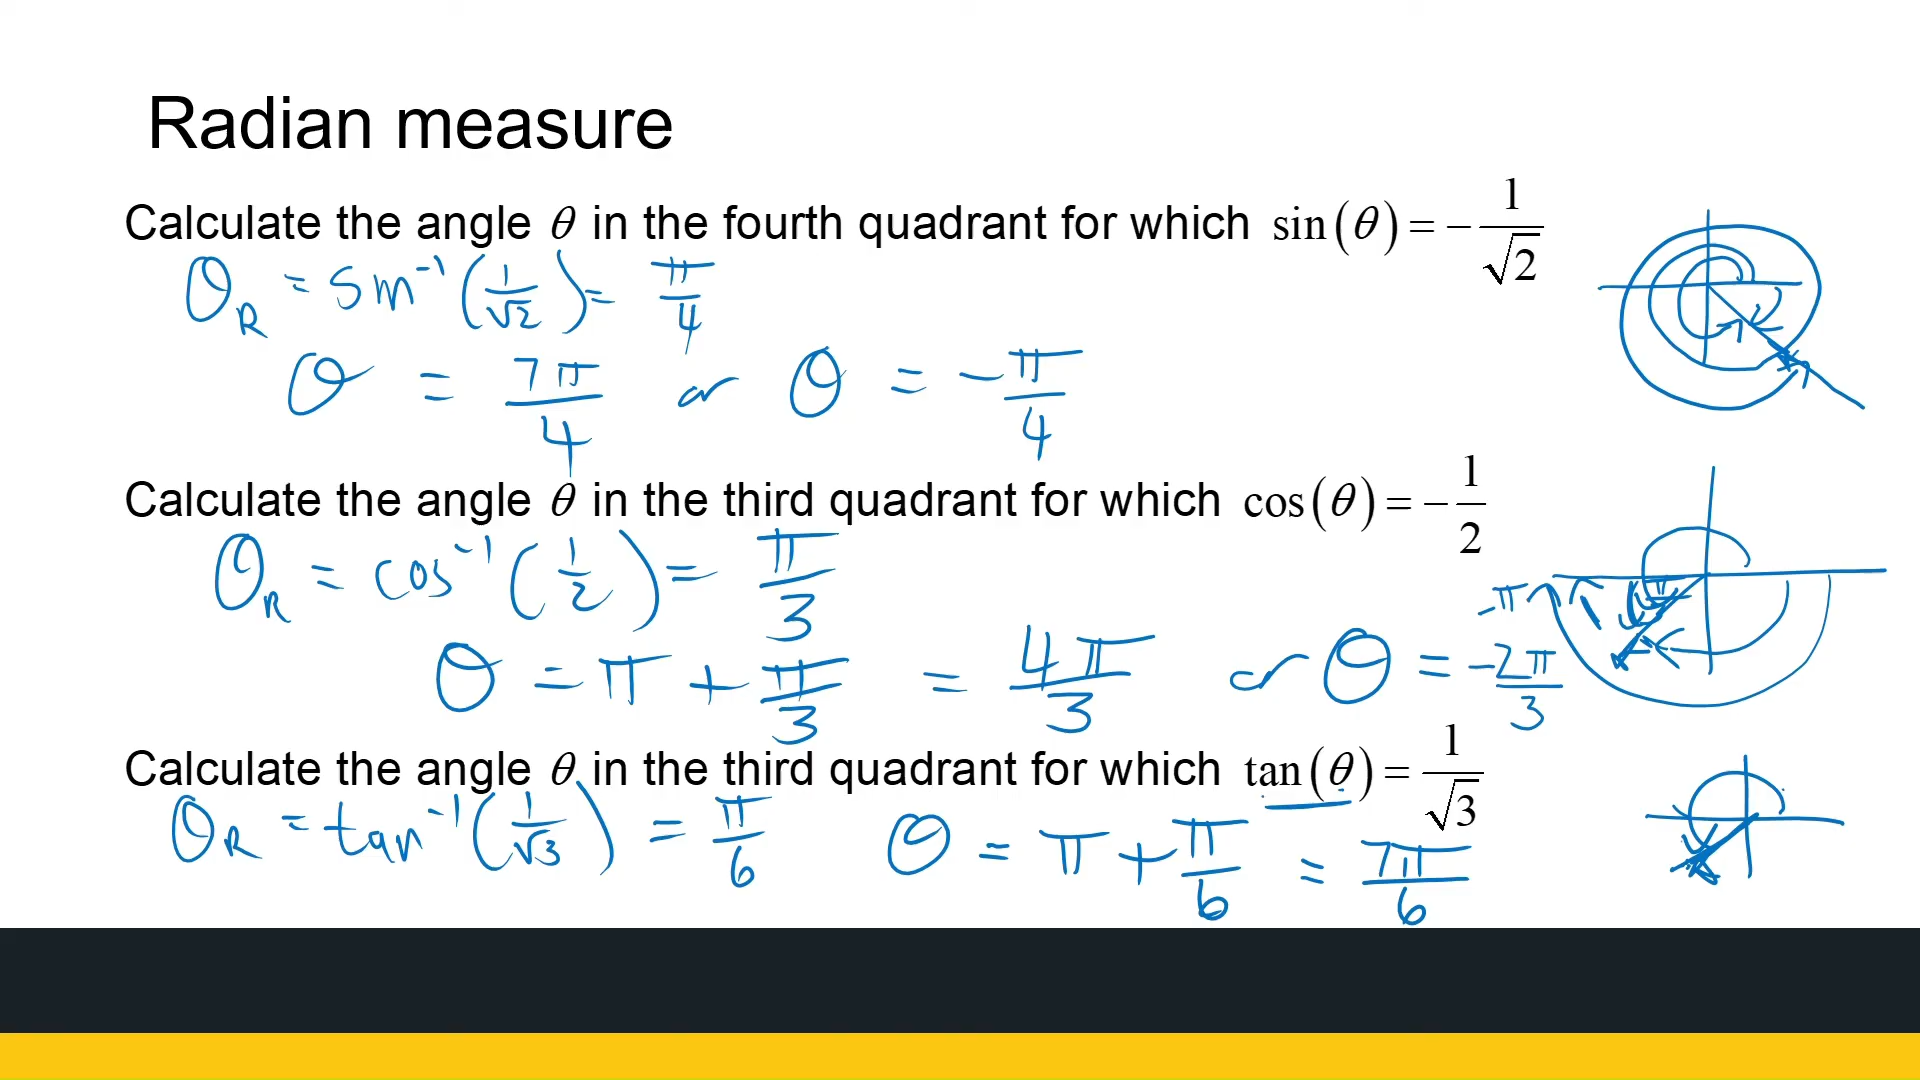 Radian measure
Calculate the angle θ in the fourth quadrant for which sin(θ) = −1/√2
θ_R = sin⁻¹(1/√2) = π/4
θ = 7π/4 or θ = −π/4
Calculate the angle θ in the third quadrant for which cos(θ) = −1/2
θ_R = cos⁻¹(1/2) = π/3
−π
θ = π + π/3 = 4π/3 or θ = −2π/3
Calculate the angle θ in the third quadrant for which tan(θ) = 1/√3
θ_R = tan⁻¹(1/√3) = π/6 θ = π + π/6 = 7π/6